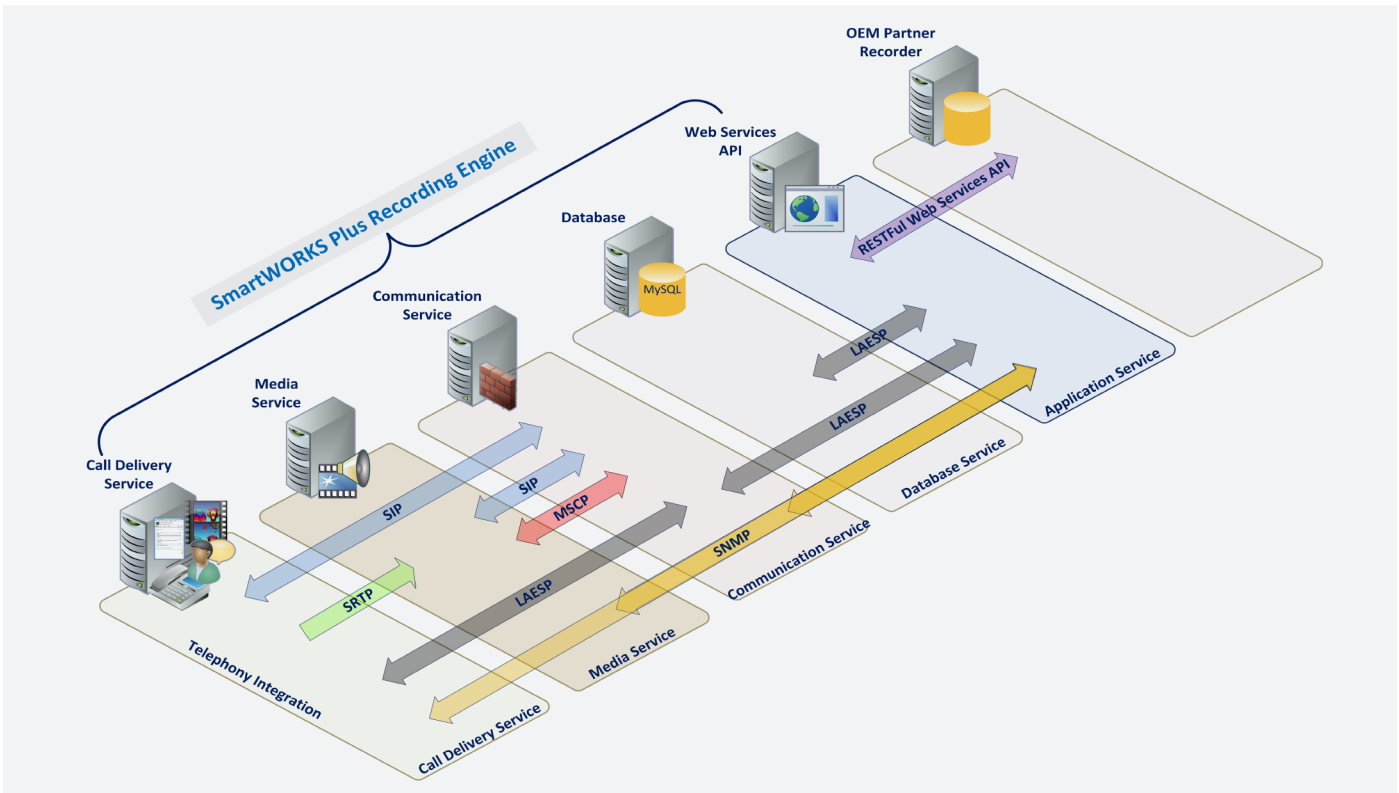 OEM Partner
Recorder
Web Services
API
SmartWORKS Plus Recording Engine
RESTFul Web Services API
Database
MySQL
Communication
Service
LAESP
Media
Service
Application Service
LAESP
Call Delivery
Service
SIP
SIP
MSCP
Database Service
SNMP
Communication Service
LAESP
SRTP
Media Service
Telephony Integration
Call Delivery Service